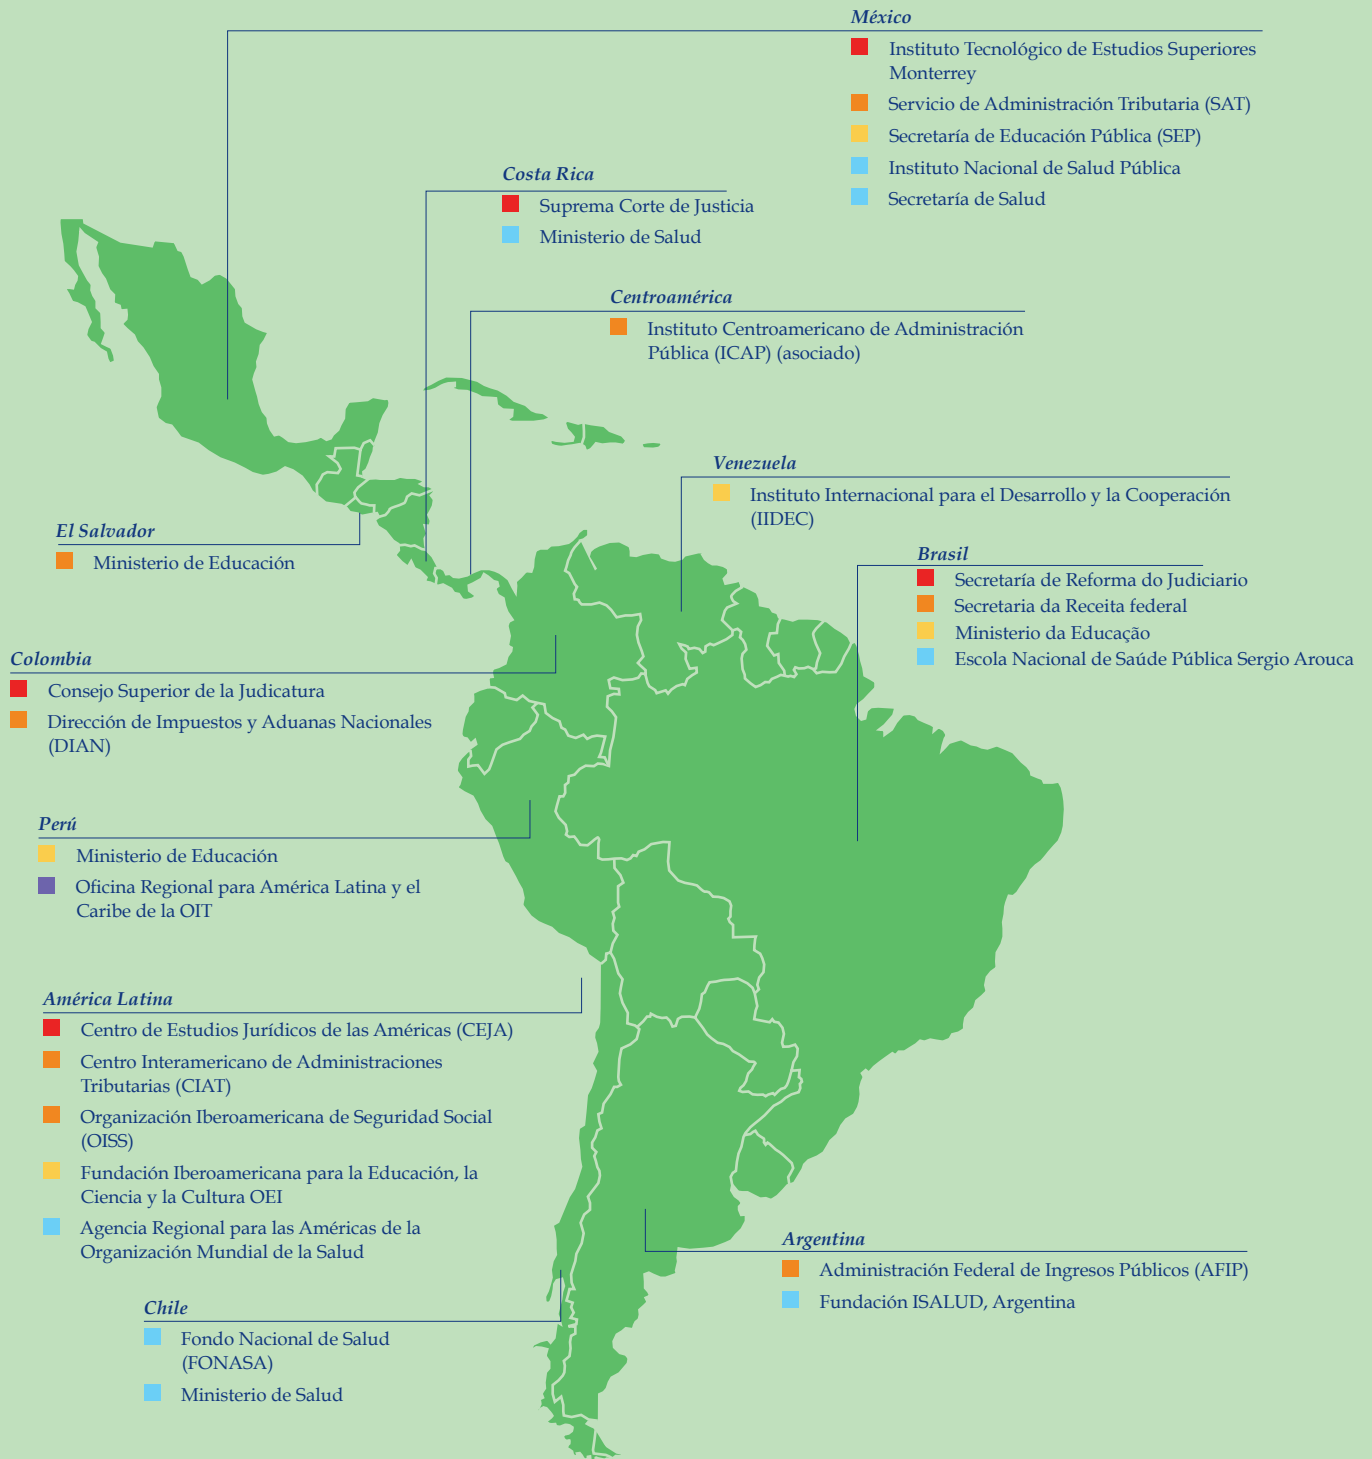 México
Instituto Tecnológico de Estudios Superiores
Monterrey
Servicio de Administración Tributaria (SAT)
Secretaría de Educación Pública (SEP)
Instituto Nacional de Salud Pública
Secretaría de Salud
Costa Rica
Suprema Corte de Justicia
Ministerio de Salud
Centroamérica
Instituto Centroamericano de Administración
Pública (ICAP) (asociado)
Venezuela
Instituto Internacional para el Desarrollo y la Cooperación
(IIDEC)
El Salvador
Ministerio de Educación
Brasil
Secretaría de Reforma do Judiciario
Secretaria da Receita federal
Ministerio da Educação
Escola Nacional de Saúde Pública Sergio Arouca
Colombia
Consejo Superior de la Judicatura
Dirección de Impuestos y Aduanas Nacionales
(DIAN)
Perú
Ministerio de Educación
Oficina Regional para América Latina y el
Caribe de la OIT
América Latina
Centro de Estudios Jurídicos de las Américas (CEJA)
Centro Interamericano de Administraciones
Tributarias (CIAT)
Organización Iberoamericana de Seguridad Social
(OISS)
Fundación Iberoamericana para la Educación, la
Ciencia y la Cultura OEI
Agencia Regional para las Américas de la
Organización Mundial de la Salud
Argentina
Administración Federal de Ingresos Públicos (AFIP)
Fundación ISALUD, Argentina
Chile
Fondo Nacional de Salud
(FONASA)
Ministerio de Salud